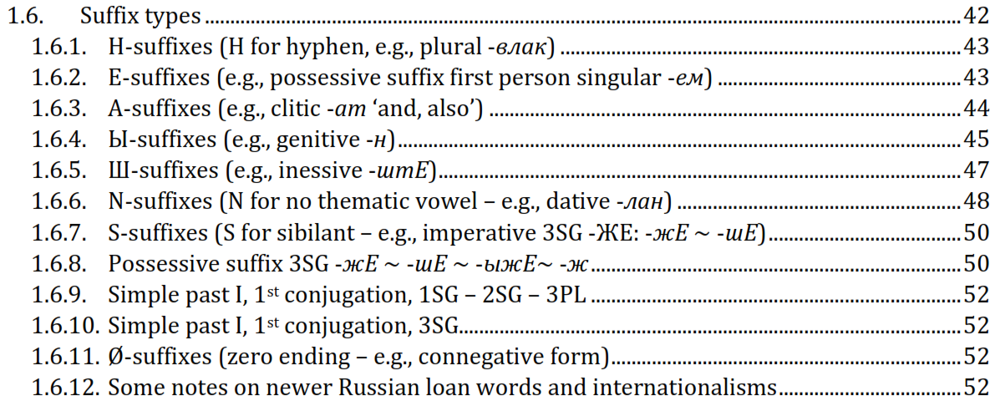 1.6. Suffix types 42
1.6.1. H-suffixes (H for hyphen, e.g., plural -влак) 43
1.6.2. E-suffixes (e.g., possessive suffix first person singular -ем) 43
1.6.3. A-suffixes (e.g., clitic -ат ‘and, also’) 44
1.6.4. Ы-suffixes (e.g., genitive -н) 45
1.6.5. Ш-suffixes (e.g., inessive -штЕ) 47
1.6.6. N-suffixes (N for no thematic vowel – e.g., dative -лан) 48
1.6.7. S-suffixes (S for sibilant – e.g., imperative 3SG -ЖЕ: -жЕ ~ -шЕ) 50
1.6.8. Possessive suffix 3SG -жЕ ~ -шЕ ~ -ыжЕ~ -ж 50
1.6.9. Simple past I, 1st conjugation, 1SG – 2SG – 3PL 52
1.6.10. Simple past I, 1st conjugation, 3SG 52
1.6.11. Ø-suffixes (zero ending – e.g., connegative form) 52
1.6.12. Some notes on newer Russian loan words and internationalisms 52